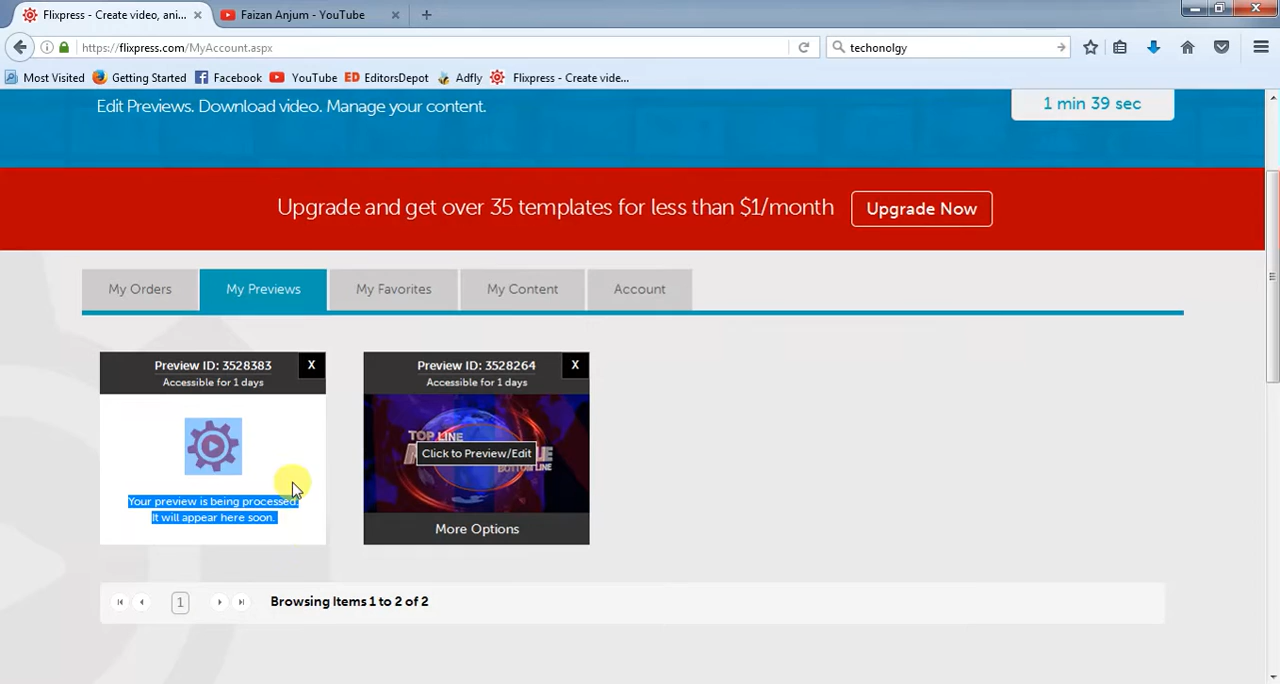 Flixpress - Create video, ani...
Faizan Anjum - YouTube
https://flixpress.com/MyAccount.aspx
techonolgy
Most Visited
Getting Started
Facebook
YouTube
ED EditorsDepot
Adfly
Flixpress - Create vide...
Edit Previews. Download video. Manage your content.
1 min 39 sec
Upgrade and get over 35 templates for less than $1/month
Upgrade Now
My Orders
My Previews
My Favorites
My Content
Account
Preview ID: 3528383
X
Accessible for 1 days
Your preview is being processed.
It will appear here soon.
Preview ID: 3528264
X
Accessible for 1 days
TOP LINE
Click to Preview/Edit
BOTTOM LINE
More Options
1
Browsing Items 1 to 2 of 2